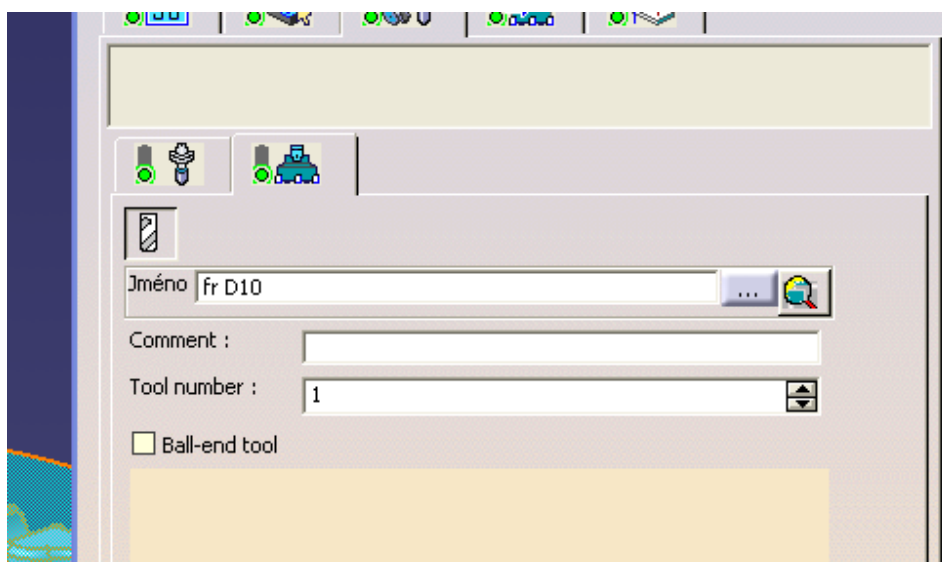 Jméno fr D10 ...
Comment :
Tool number : 1
Ball-end tool